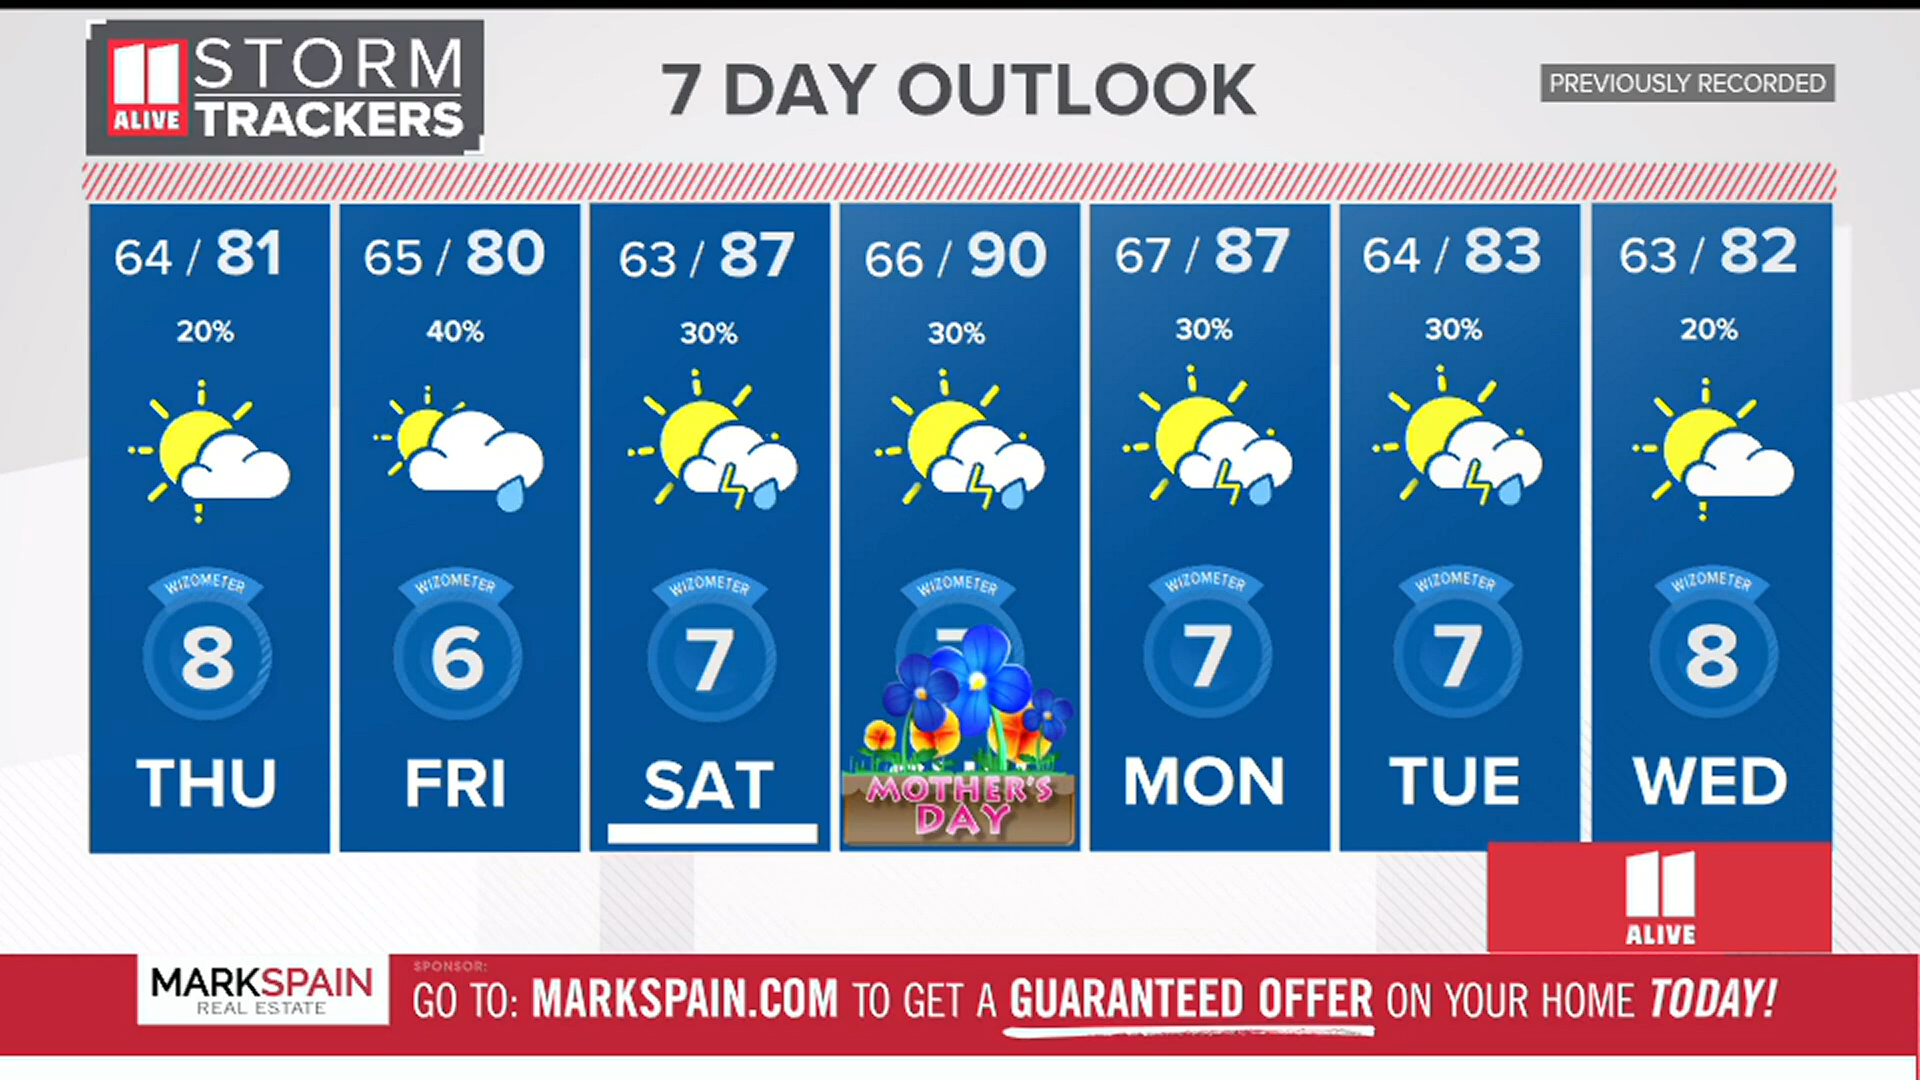 11 ALIVE
STORM
TRACKERS
7 DAY OUTLOOK
PREVIOUSLY RECORDED
64 / 81
20%
WIZOMETER
8
THU
65 / 80
40%
WIZOMETER
6
FRI
63 / 87
30%
WIZOMETER
7
SAT
66 / 90
30%
WIZOMETER
MOTHER'S
DAY
67 / 87
30%
WIZOMETER
7
MON
64 / 83
30%
WIZOMETER
7
TUE
63 / 82
20%
WIZOMETER
8
WED
11
ALIVE
MARKSPAIN
REAL ESTATE
SPONSOR:
GO TO: MARKSPAIN.COM TO GET A GUARANTEED OFFER ON YOUR HOME TODAY!